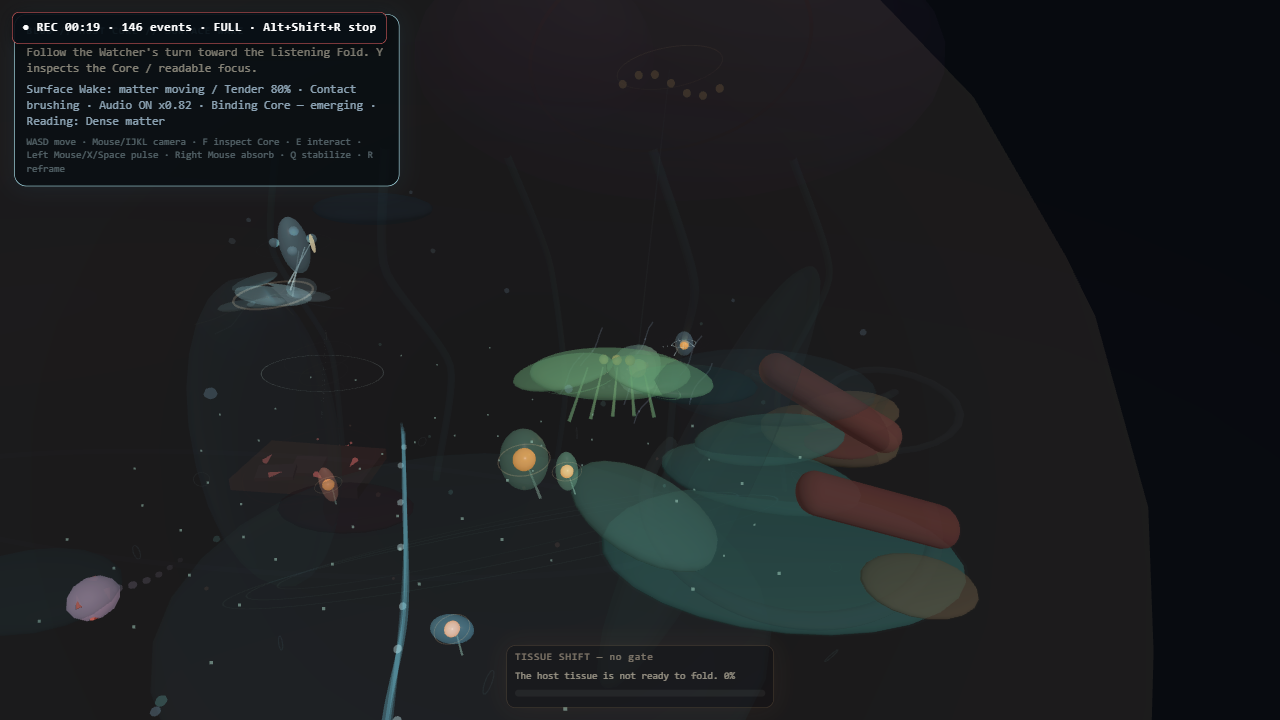 ● REC 00:19 · 146 events · FULL · Alt+Shift+R stop
Follow the Watcher's turn toward the Listening Fold. Y
inspects the Core / readable focus.
Surface Wake: matter moving / Tender 80% · Contact
brushing · Audio ON x0.82 · Binding Core — emerging ·
Reading: Dense matter
WASD move · Mouse/IJKL camera · F inspect Core · E interact ·
Left Mouse/X/Space pulse · Right Mouse absorb · Q stabilize · R
reframe
TISSUE SHIFT — no gate
The host tissue is not ready to fold. 0%